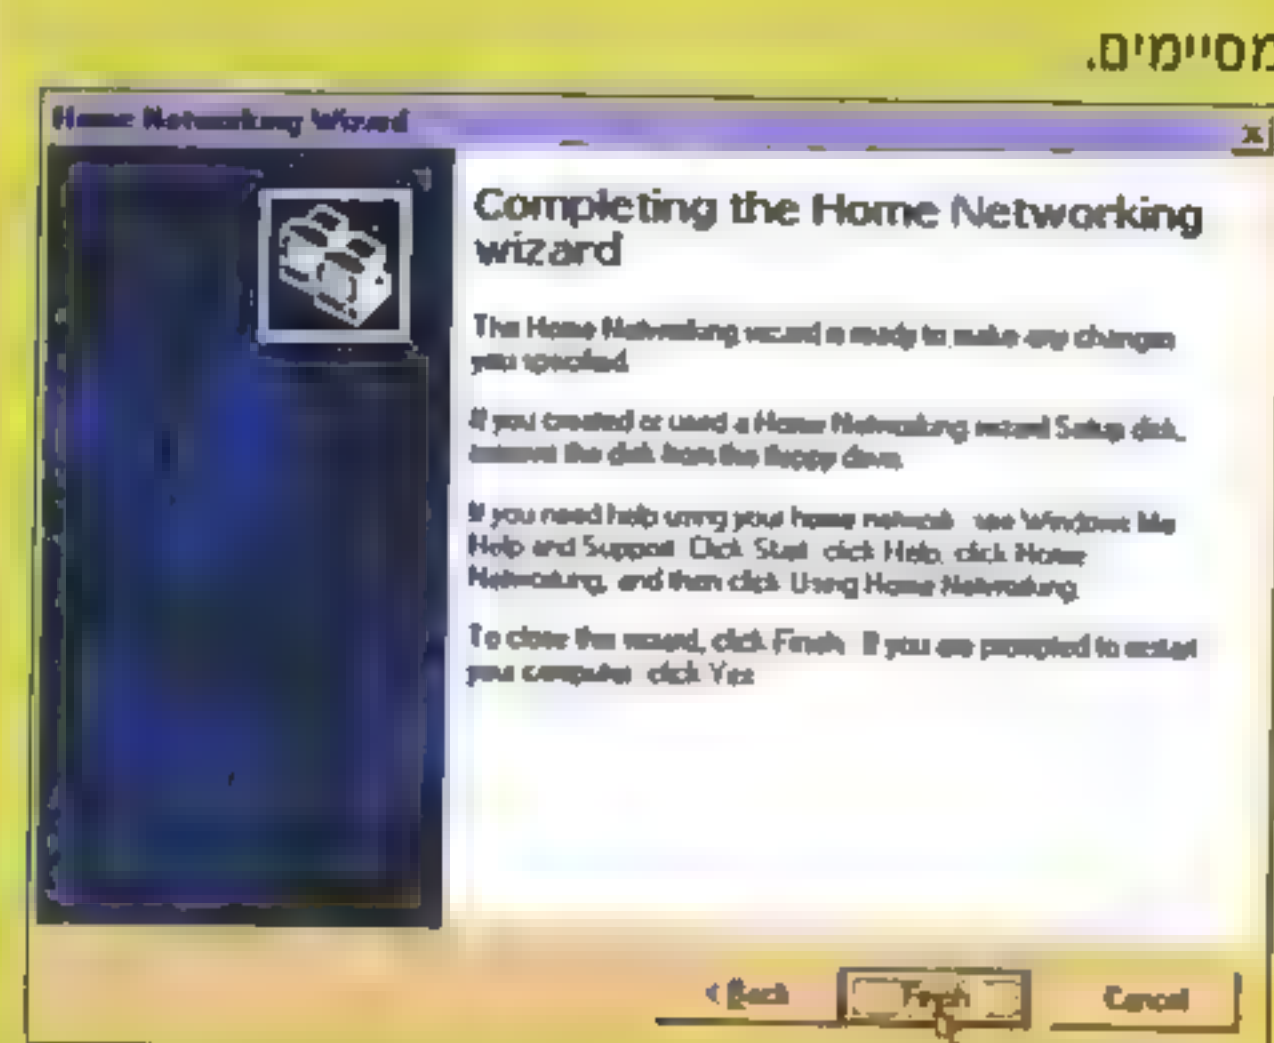 מסיימים.
Home Networking Wizard
Completing the Home Networking
wizard
The Home Networking wizard is ready to make any changes
you specified.
If you created or used a Home Networking wizard Setup disk,
remove the disk from the floppy drive.
If you need help using your home network, see Windows Me
Help and Support. Click Start, click Help, click Home
Networking, and then click Using Home Networking.
To close this wizard, click Finish. If you are prompted to restart
your computer, click Yes.
< Back
Finish
Cancel